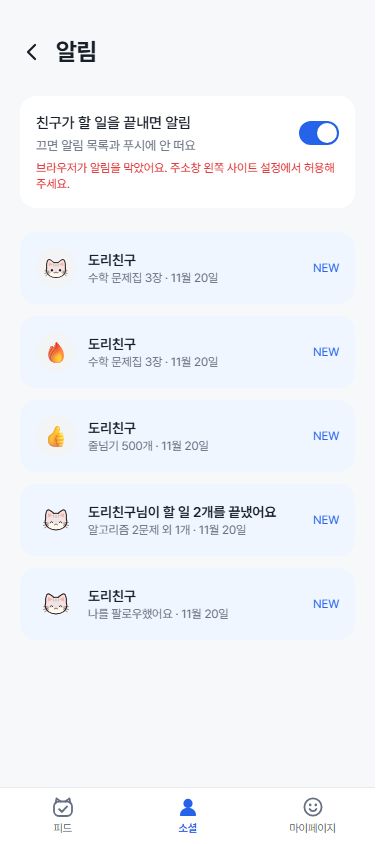 알림
친구가 할 일을 끝내면 알림
끄면 알림 목록과 푸시에 안 떠요
브라우저가 알림을 막았어요. 주소창 왼쪽 사이트 설정에서 허용해
주세요.
도리친구
수학 문제집 3장 · 11월 20일
NEW
도리친구
수학 문제집 3장 · 11월 20일
NEW
도리친구
줄넘기 500개 · 11월 20일
NEW
도리친구님이 할 일 2개를 끝냈어요
알고리즘 2문제 외 1개 · 11월 20일
NEW
도리친구
나를 팔로우했어요 · 11월 20일
NEW
피드
소셜
마이페이지